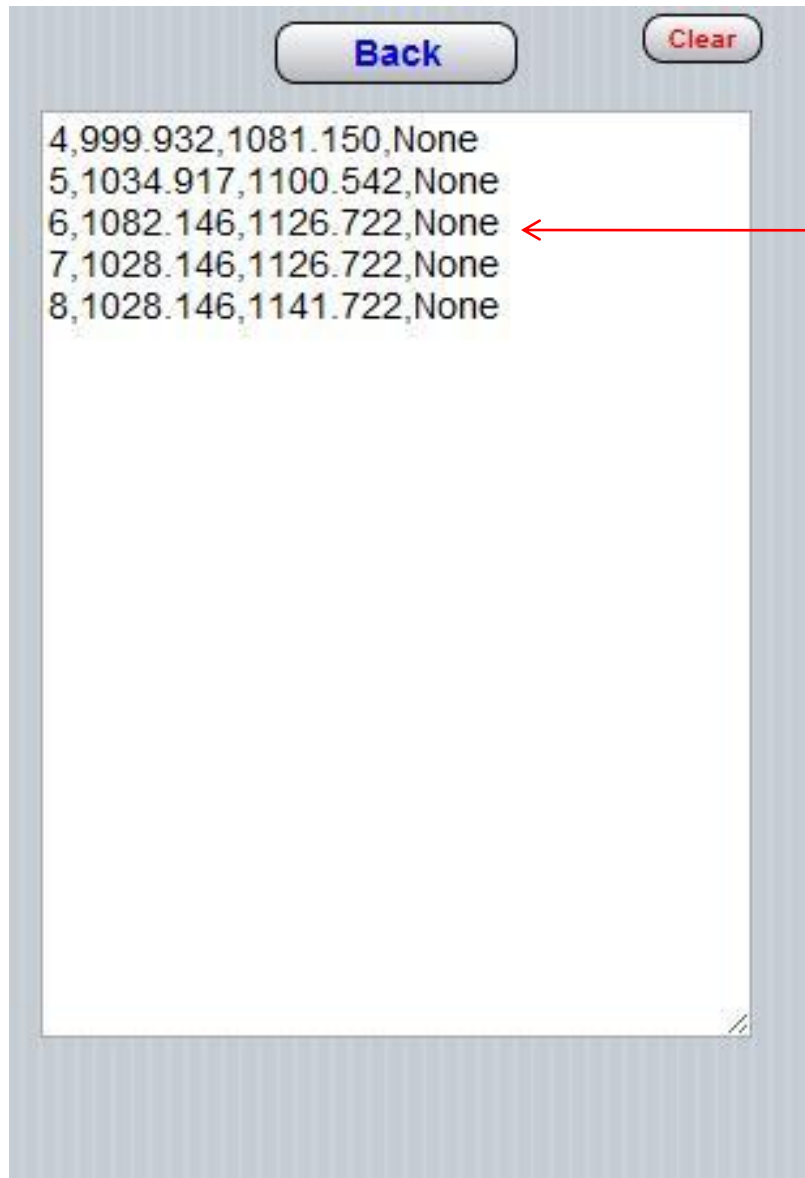 Back
Clear
4,999.932,1081.150,None
5,1034.917,1100.542,None
6,1082.146,1126.722,None
7,1028.146,1126.722,None
8,1028.146,1141.722,None